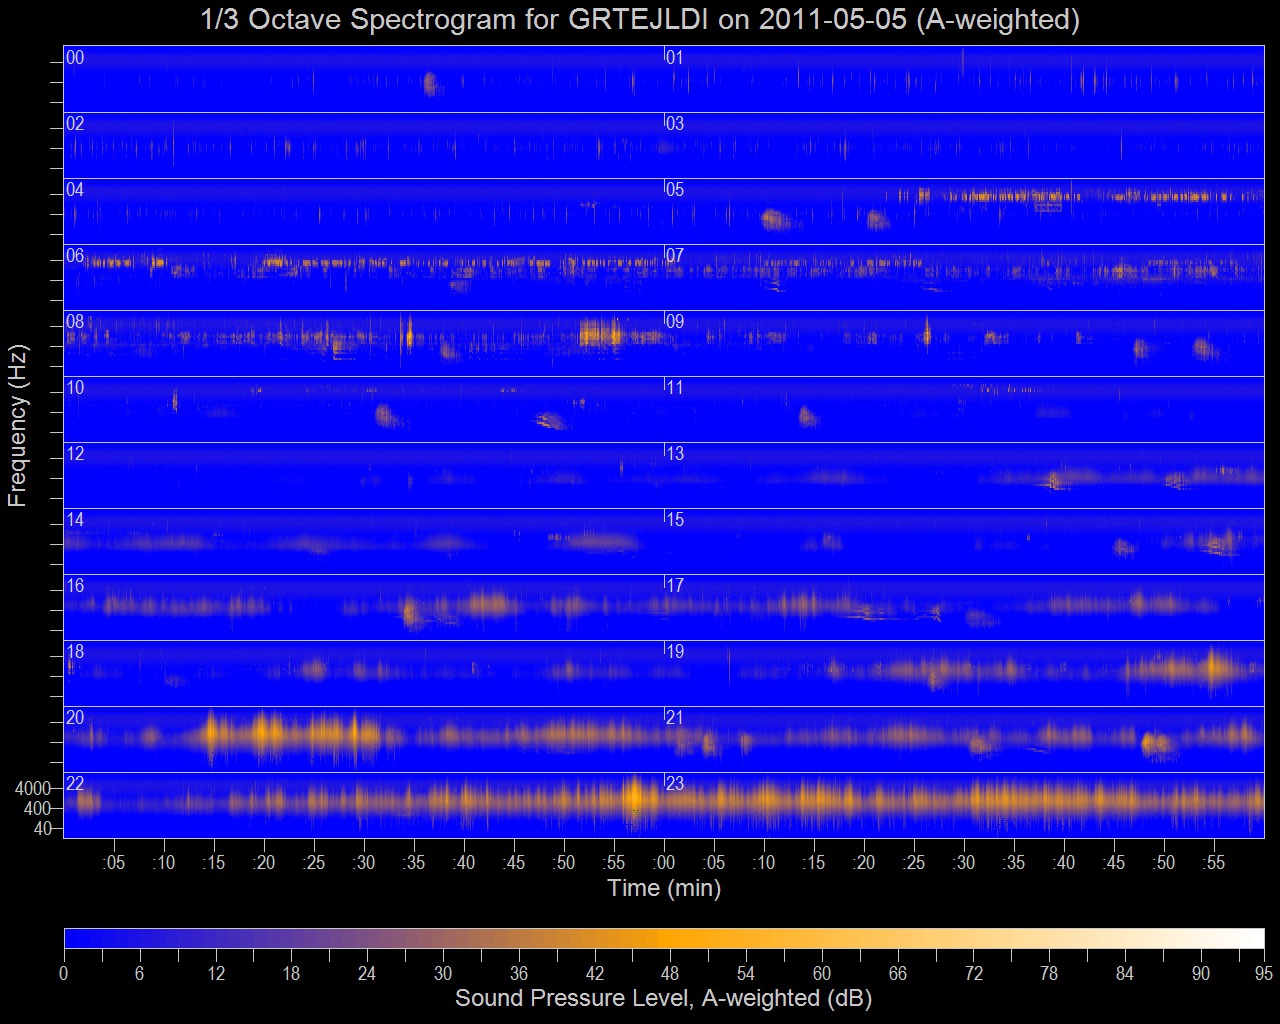 1/3 Octave Spectrogram for GRTEJLDI on 2011-05-05 (A-weighted)
00 01
02 03
04 05
06 07
08 09
10 11
12 13
14 15
16 17
18 19
20 21
22 23
Frequency (Hz)
4000
400
40
:05 :10 :15 :20 :25 :30 :35 :40 :45 :50 :55 :00 :05 :10 :15 :20 :25 :30 :35 :40 :45 :50 :55
Time (min)
0 6 12 18 24 30 36 42 48 54 60 66 72 78 84 90 95
Sound Pressure Level, A-weighted (dB)